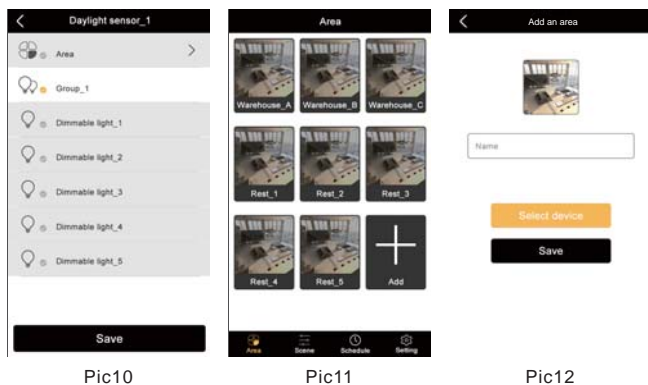 Daylight sensor_1
Area
Group_1
Dimmable light_1
Dimmable light_2
Dimmable light_3
Dimmable light_4
Dimmable light_5
Save
Pic10
Area
Warehouse_A Warehouse_B Warehouse_C
Rest_1 Rest_2 Rest_3
Rest_4 Rest_5 Add
Area Scene Schedule Setting
Pic11
Add an area
Name
Select device
Save
Pic12